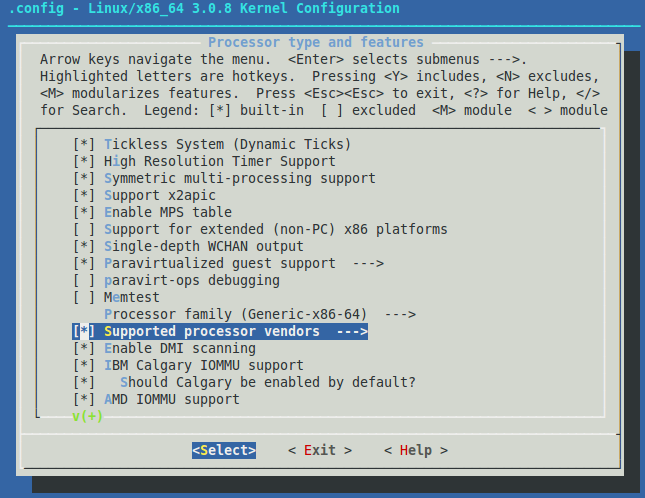 .config - Linux/x86_64 3.0.8 Kernel Configuration
Processor type and features
Arrow keys navigate the menu.  <Enter> selects submenus --->.
Highlighted letters are hotkeys.  Pressing <Y> includes, <N> excludes,
<M> modularizes features.  Press <Esc><Esc> to exit, <?> for Help, </>
for Search.  Legend: [*] built-in  [ ] excluded  <M> module  < > module
[*] Tickless System (Dynamic Ticks)
[*] High Resolution Timer Support
[*] Symmetric multi-processing support
[*] Support x2apic
[*] Enable MPS table
[ ] Support for extended (non-PC) x86 platforms
[*] Single-depth WCHAN output
[*] Paravirtualized guest support  --->
[ ] paravirt-ops debugging
[ ] Memtest
Processor family (Generic-x86-64)  --->
[*] Supported processor vendors  --->
[*] Enable DMI scanning
[*] IBM Calgary IOMMU support
[*]   Should Calgary be enabled by default?
[*] AMD IOMMU support
v(+)
<Select>    < Exit >    < Help >